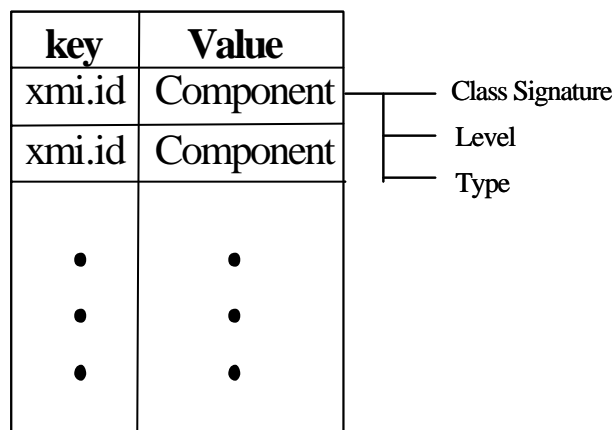 key Value
xmi.id Component Class Signature
Level
xmi.id Component
Type